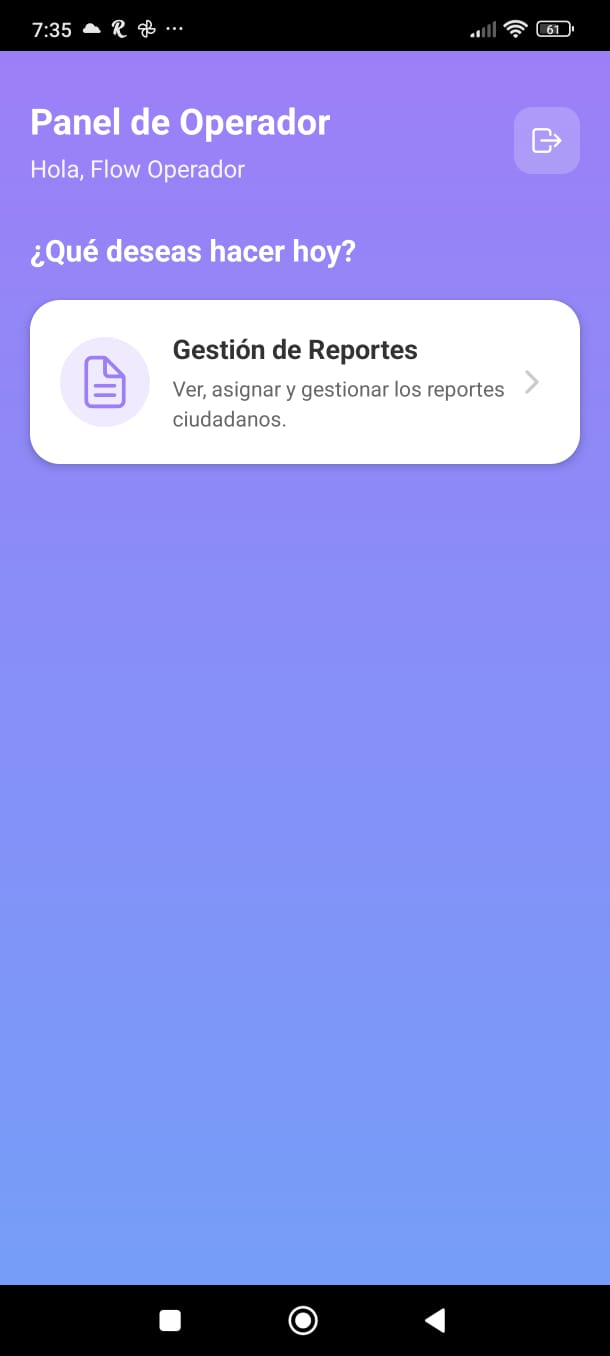 7:35
61
Panel de Operador
Hola, Flow Operador
¿Qué deseas hacer hoy?
Gestión de Reportes
Ver, asignar y gestionar los reportes
ciudadanos.